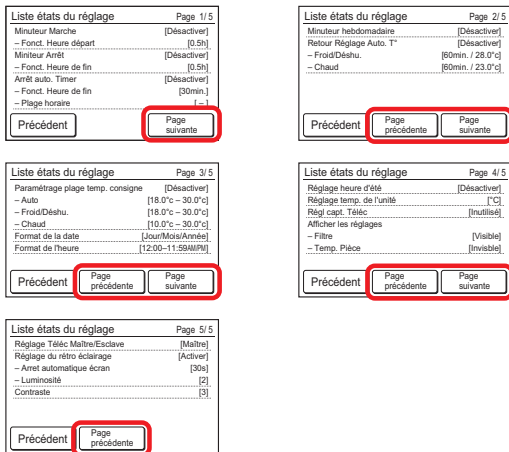 Liste états du réglage Page 1/5
Minuteur Marche [Désactiver]
– Fonct. Heure départ [0.5h]
Miniteur Arrêt [Désactiver]
– Fonct. Heure de fin [0.5h]
Arrêt auto. Timer [Désactiver]
– Fonct. Heure de fin [30min.]
– Plage horaire [ – ]
Précédent
Page
suivante
Liste états du réglage Page 2/5
Minuteur hebdomadaire [Désactiver]
Retour Règlage Auto. T° [Désactiver]
– Froid/Déshu. [60min. / 28.0°c]
– Chaud [60min. / 23.0°c]
Précédent
Page
précédente
Page
suivante
Liste états du réglage Page 3/5
Paramétrage plage temp. consigne [Désactiver]
– Auto [18.0°c – 30.0°c]
– Froid/Déshu. [18.0°c – 30.0°c]
– Chaud [10.0°c – 30.0°c]
Format de la date [Jour/Mois/Année]
Format de l'heure [12:00–11:59AM/PM]
Précédent
Page
précédente
Page
suivante
Liste états du réglage Page 4/5
Réglage heure d'été [Désactiver]
Réglage temp. de l'unité [°C]
Régl capt. Téléc [Inutilisé]
Afficher les réglages
– Filtre [Visible]
– Temp. Pièce [Invisble]
Précédent
Page
précédente
Page
suivante
Liste états du réglage Page 5/5
Réglage Téléc Maître/Esclave [Maître]
Réglage du rétro éclairage [Activer]
– Arret automatique écran [30s]
– Luminosité [2]
Contraste [3]
Précédent
Page
précédente